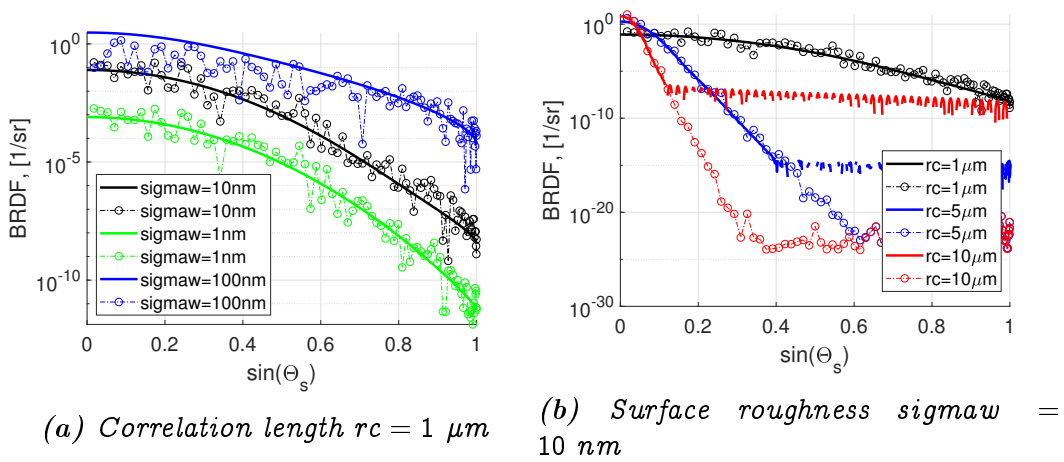 10^0
10^-5
10^-10
BRDF, [1/sr]
sigmaw=10nm
sigmaw=10nm
sigmaw=1nm
sigmaw=1nm
sigmaw=100nm
sigmaw=100nm
0 0.2 0.4 0.6 0.8 1
sin(Θ_s)
(a) Correlation length rc = 1 μm
10^0
10^-10
10^-20
10^-30
BRDF, [1/sr]
rc=1μm
rc=1μm
rc=5μm
rc=5μm
rc=10μm
rc=10μm
0 0.2 0.4 0.6 0.8 1
sin(Θ_s)
(b) Surface roughness sigmaw =
10 nm